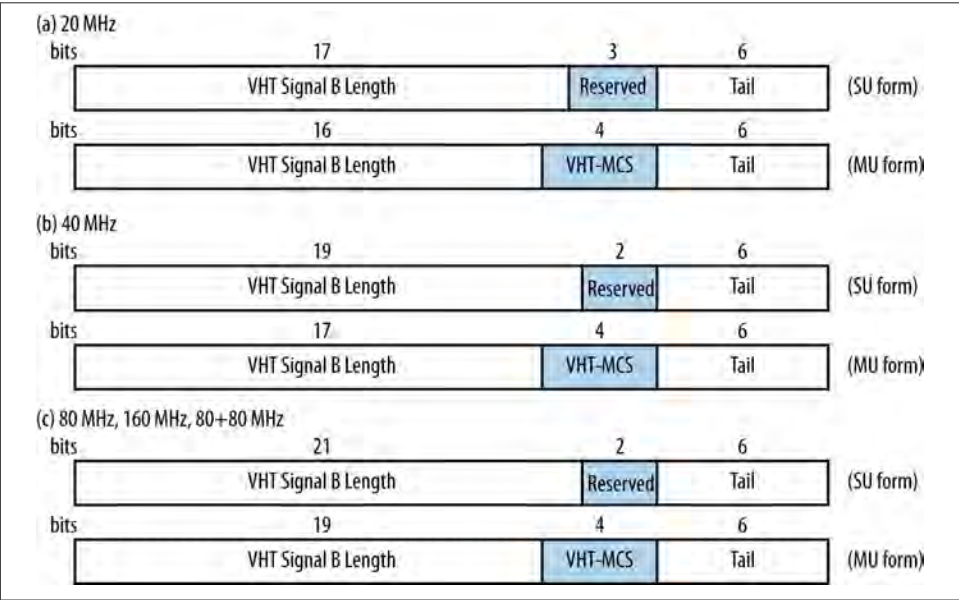 (a) 20 MHz
bits 17 3 6
VHT Signal B Length Reserved Tail (SU form)
bits 16 4 6
VHT Signal B Length VHT-MCS Tail (MU form)
(b) 40 MHz
bits 19 2 6
VHT Signal B Length Reserved Tail (SU form)
bits 17 4 6
VHT Signal B Length VHT-MCS Tail (MU form)
(c) 80 MHz, 160 MHz, 80+80 MHz
bits 21 2 6
VHT Signal B Length Reserved Tail (SU form)
bits 19 4 6
VHT Signal B Length VHT-MCS Tail (MU form)